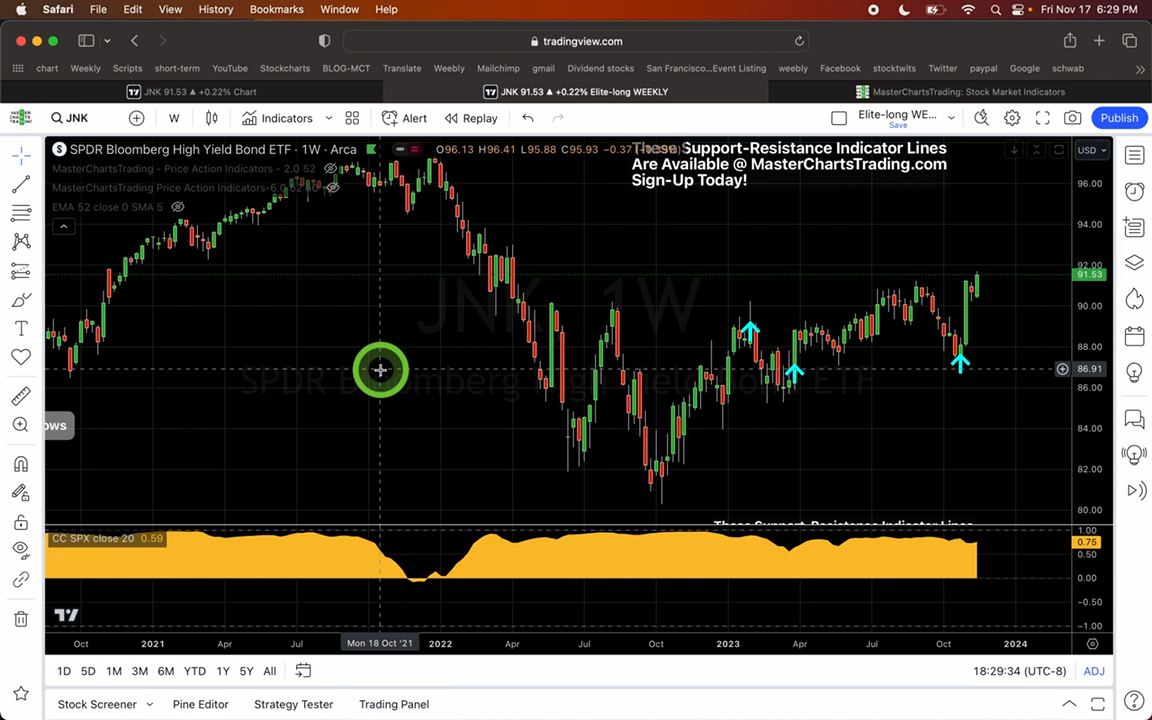 Safari File Edit View History Bookmarks Window Help Fri Nov 17 6:29 PM
tradingview.com
chart Weekly Scripts short-term YouTube Stockcharts BLOG-MCT Translate Weebly Mailchimp gmail Dividend stocks San Francisco...Event Listing weebly Facebook stocktwits Twitter paypal Google schwab
JNK 91.53 ▲ +0.22% Chart
JNK 91.53 ▲ +0.22% Elite-long WEEKLY
MasterChartsTrading: Stock Market Indicators
JNK W Indicators Alert Replay Elite-long WE... Save Publish
SPDR Bloomberg High Yield Bond ETF · 1W · Arca O96.13 H96.41 L95.88 C95.93
MasterChartsTrading - Price Action Indicators - 2.0 52
MasterChartsTrading Price Action Indicators-6.0 52
EMA 52 close 0 SMA 5
These Support-Resistance Indicator Lines
Are Available @ MasterChartsTrading.com
Sign-Up Today!
USD
96.00
94.00
92.00
91.53
90.00
88.00
86.91
86.00
84.00
82.00
80.00
JNK 1W
SPDR Bloomberg High Yield Bond ETF
ows
These Support-Resistance Indicator Lines
CC SPX close 20 0.59
1.00
0.75
0.50
0.00
−0.50
−1.00
Oct 2021 Apr Jul Mon 18 Oct '21 2022 Apr Jul Oct 2023 Apr Jul Oct 2024
1D 5D 1M 3M 6M YTD 1Y 5Y All 18:29:34 (UTC-8) ADJ
Stock Screener Pine Editor Strategy Tester Trading Panel